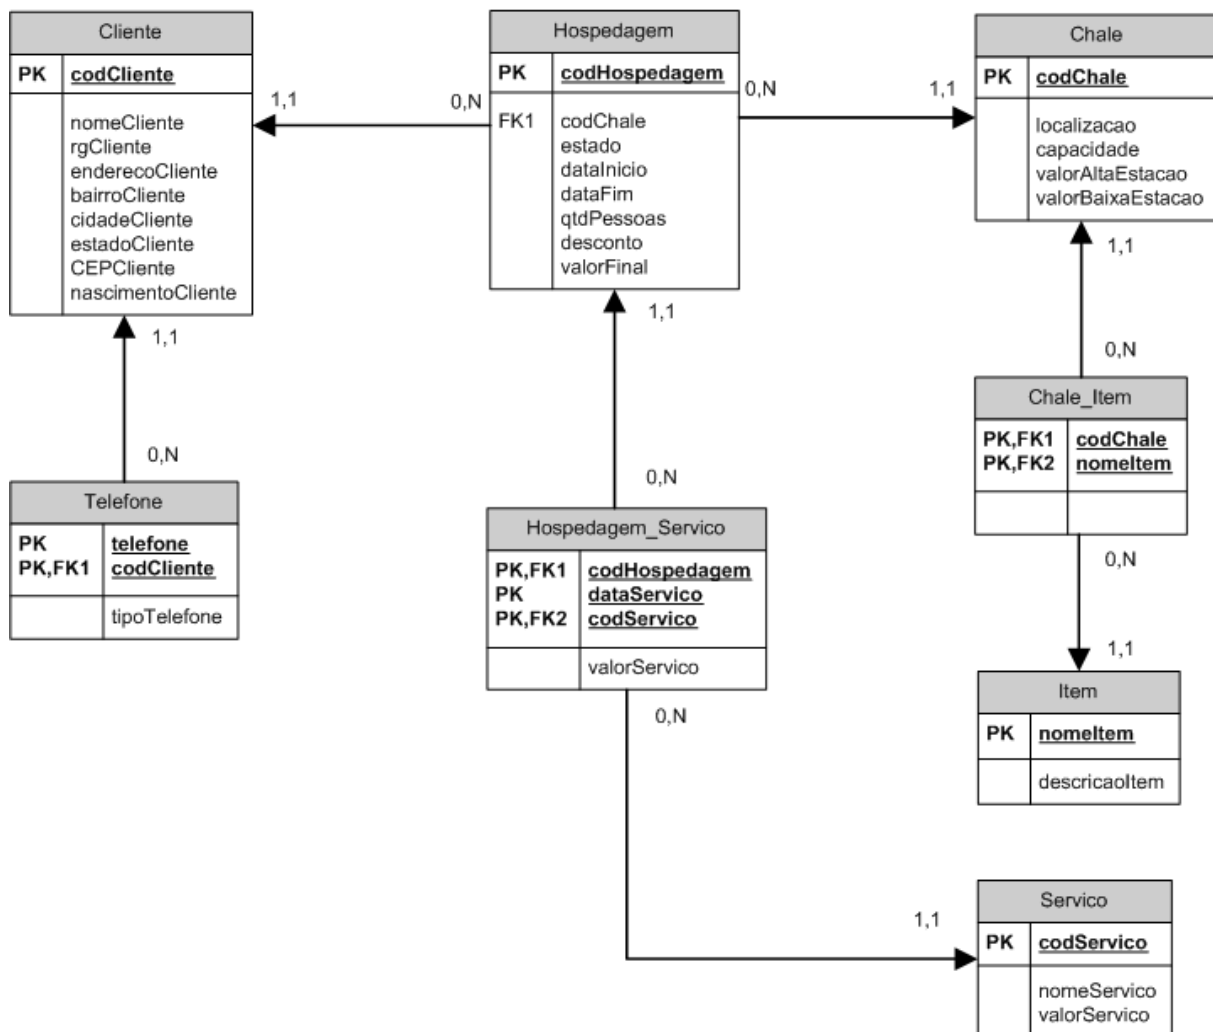 Cliente
PK codCliente
nomeCliente
rgCliente
enderecoCliente
bairroCliente
cidadeCliente
estadoCliente
CEPCliente
nascimentoCliente
1,1
0,N
Hospedagem
PK codHospedagem
FK1 codChale
estado
dataInicio
dataFim
qtdPessoas
desconto
valorFinal
0,N
1,1
Chale
PK codChale
localizacao
capacidade
valorAltaEstacao
valorBaixaEstacao
1,1
1,1
1,1
0,N
0,N
0,N
Telefone
PK telefone
PK,FK1 codCliente
tipoTelefone
Hospedagem_Servico
PK,FK1 codHospedagem
PK dataServico
PK,FK2 codServico
valorServico
0,N
Chale_Item
PK,FK1 codChale
PK,FK2 nomeItem
0,N
1,1
Item
PK nomeItem
descricaoItem
1,1
Servico
PK codServico
nomeServico
valorServico